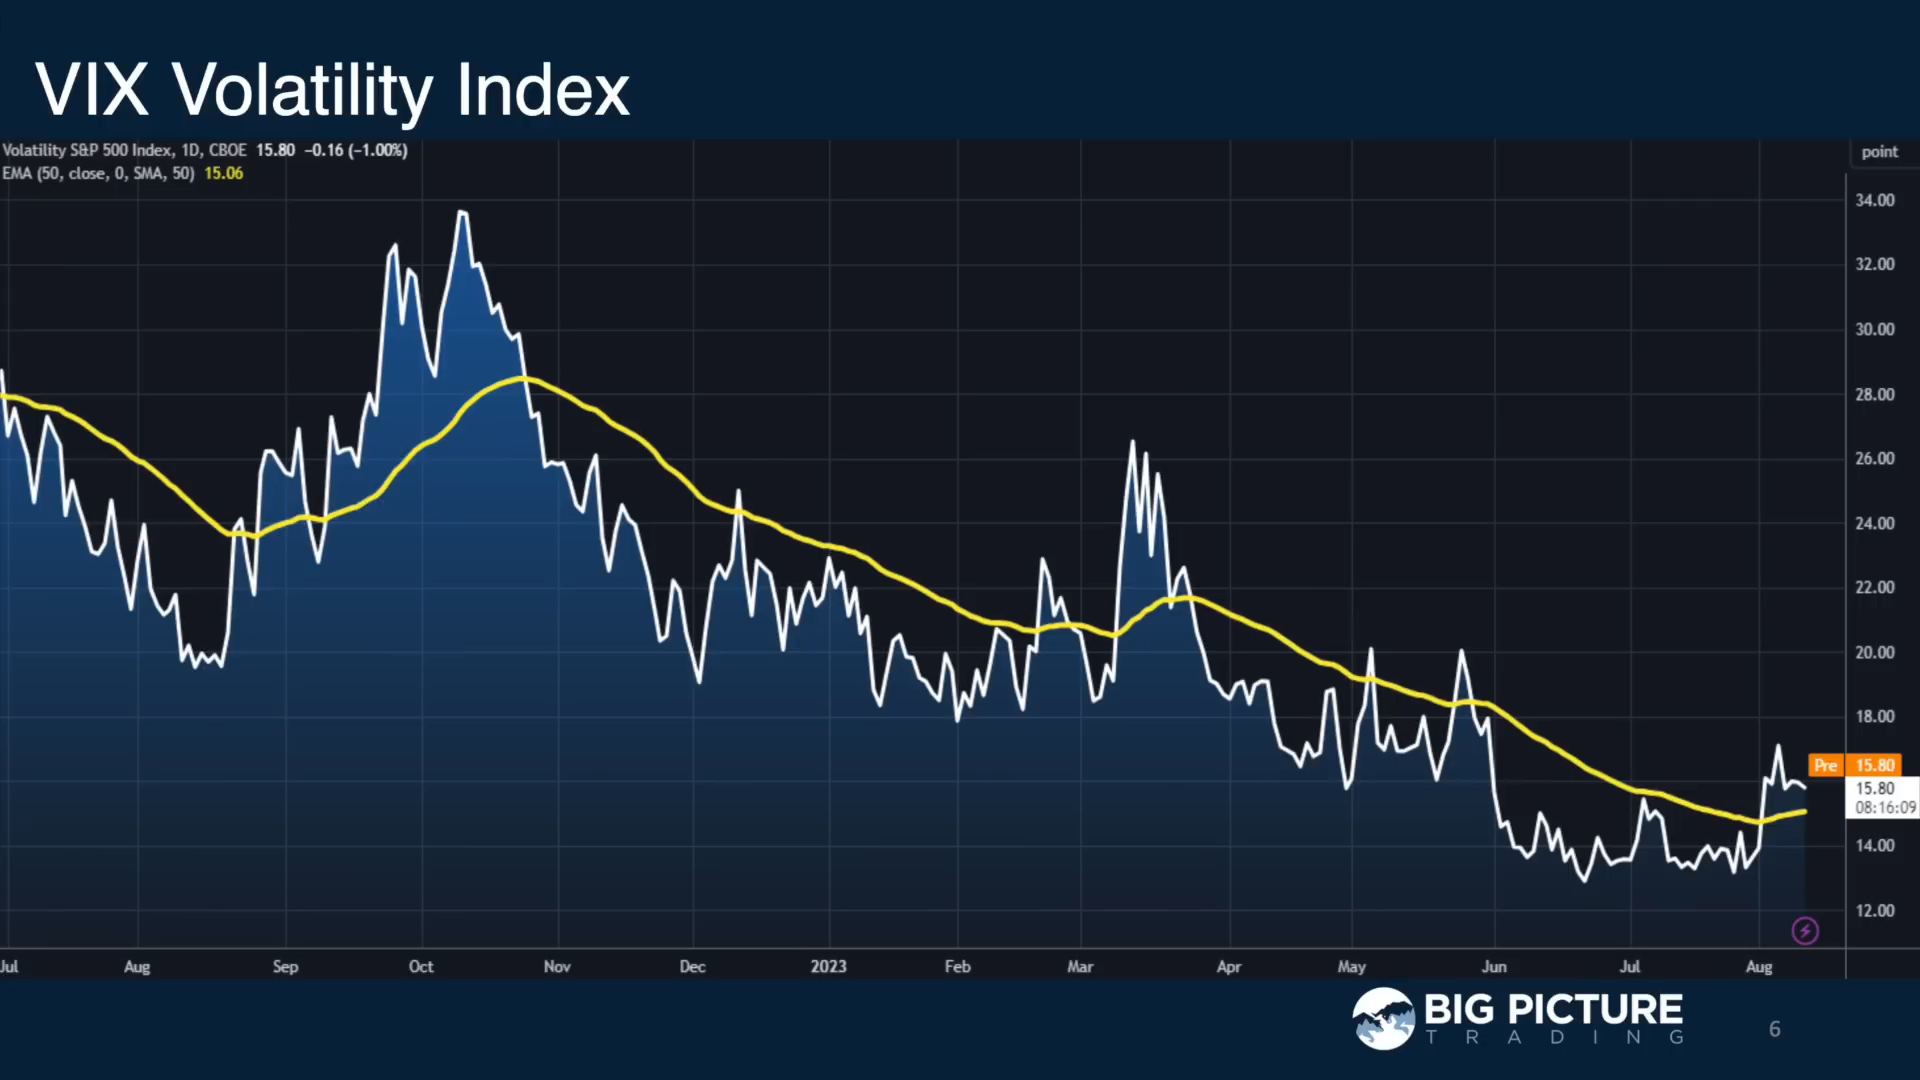 VIX Volatility Index
Volatility S&P 500 Index, 1D, CBOE 15.80 −0.16 (−1.00%)
EMA (50, close, 0, SMA, 50) 15.06
point
34.00
32.00
30.00
28.00
26.00
24.00
22.00
20.00
18.00
Pre 15.80
15.80
08:16:09
14.00
12.00
Jul Aug Sep Oct Nov Dec 2023 Feb Mar Apr May Jun Jul Aug
BIG PICTURE
TRADING
6